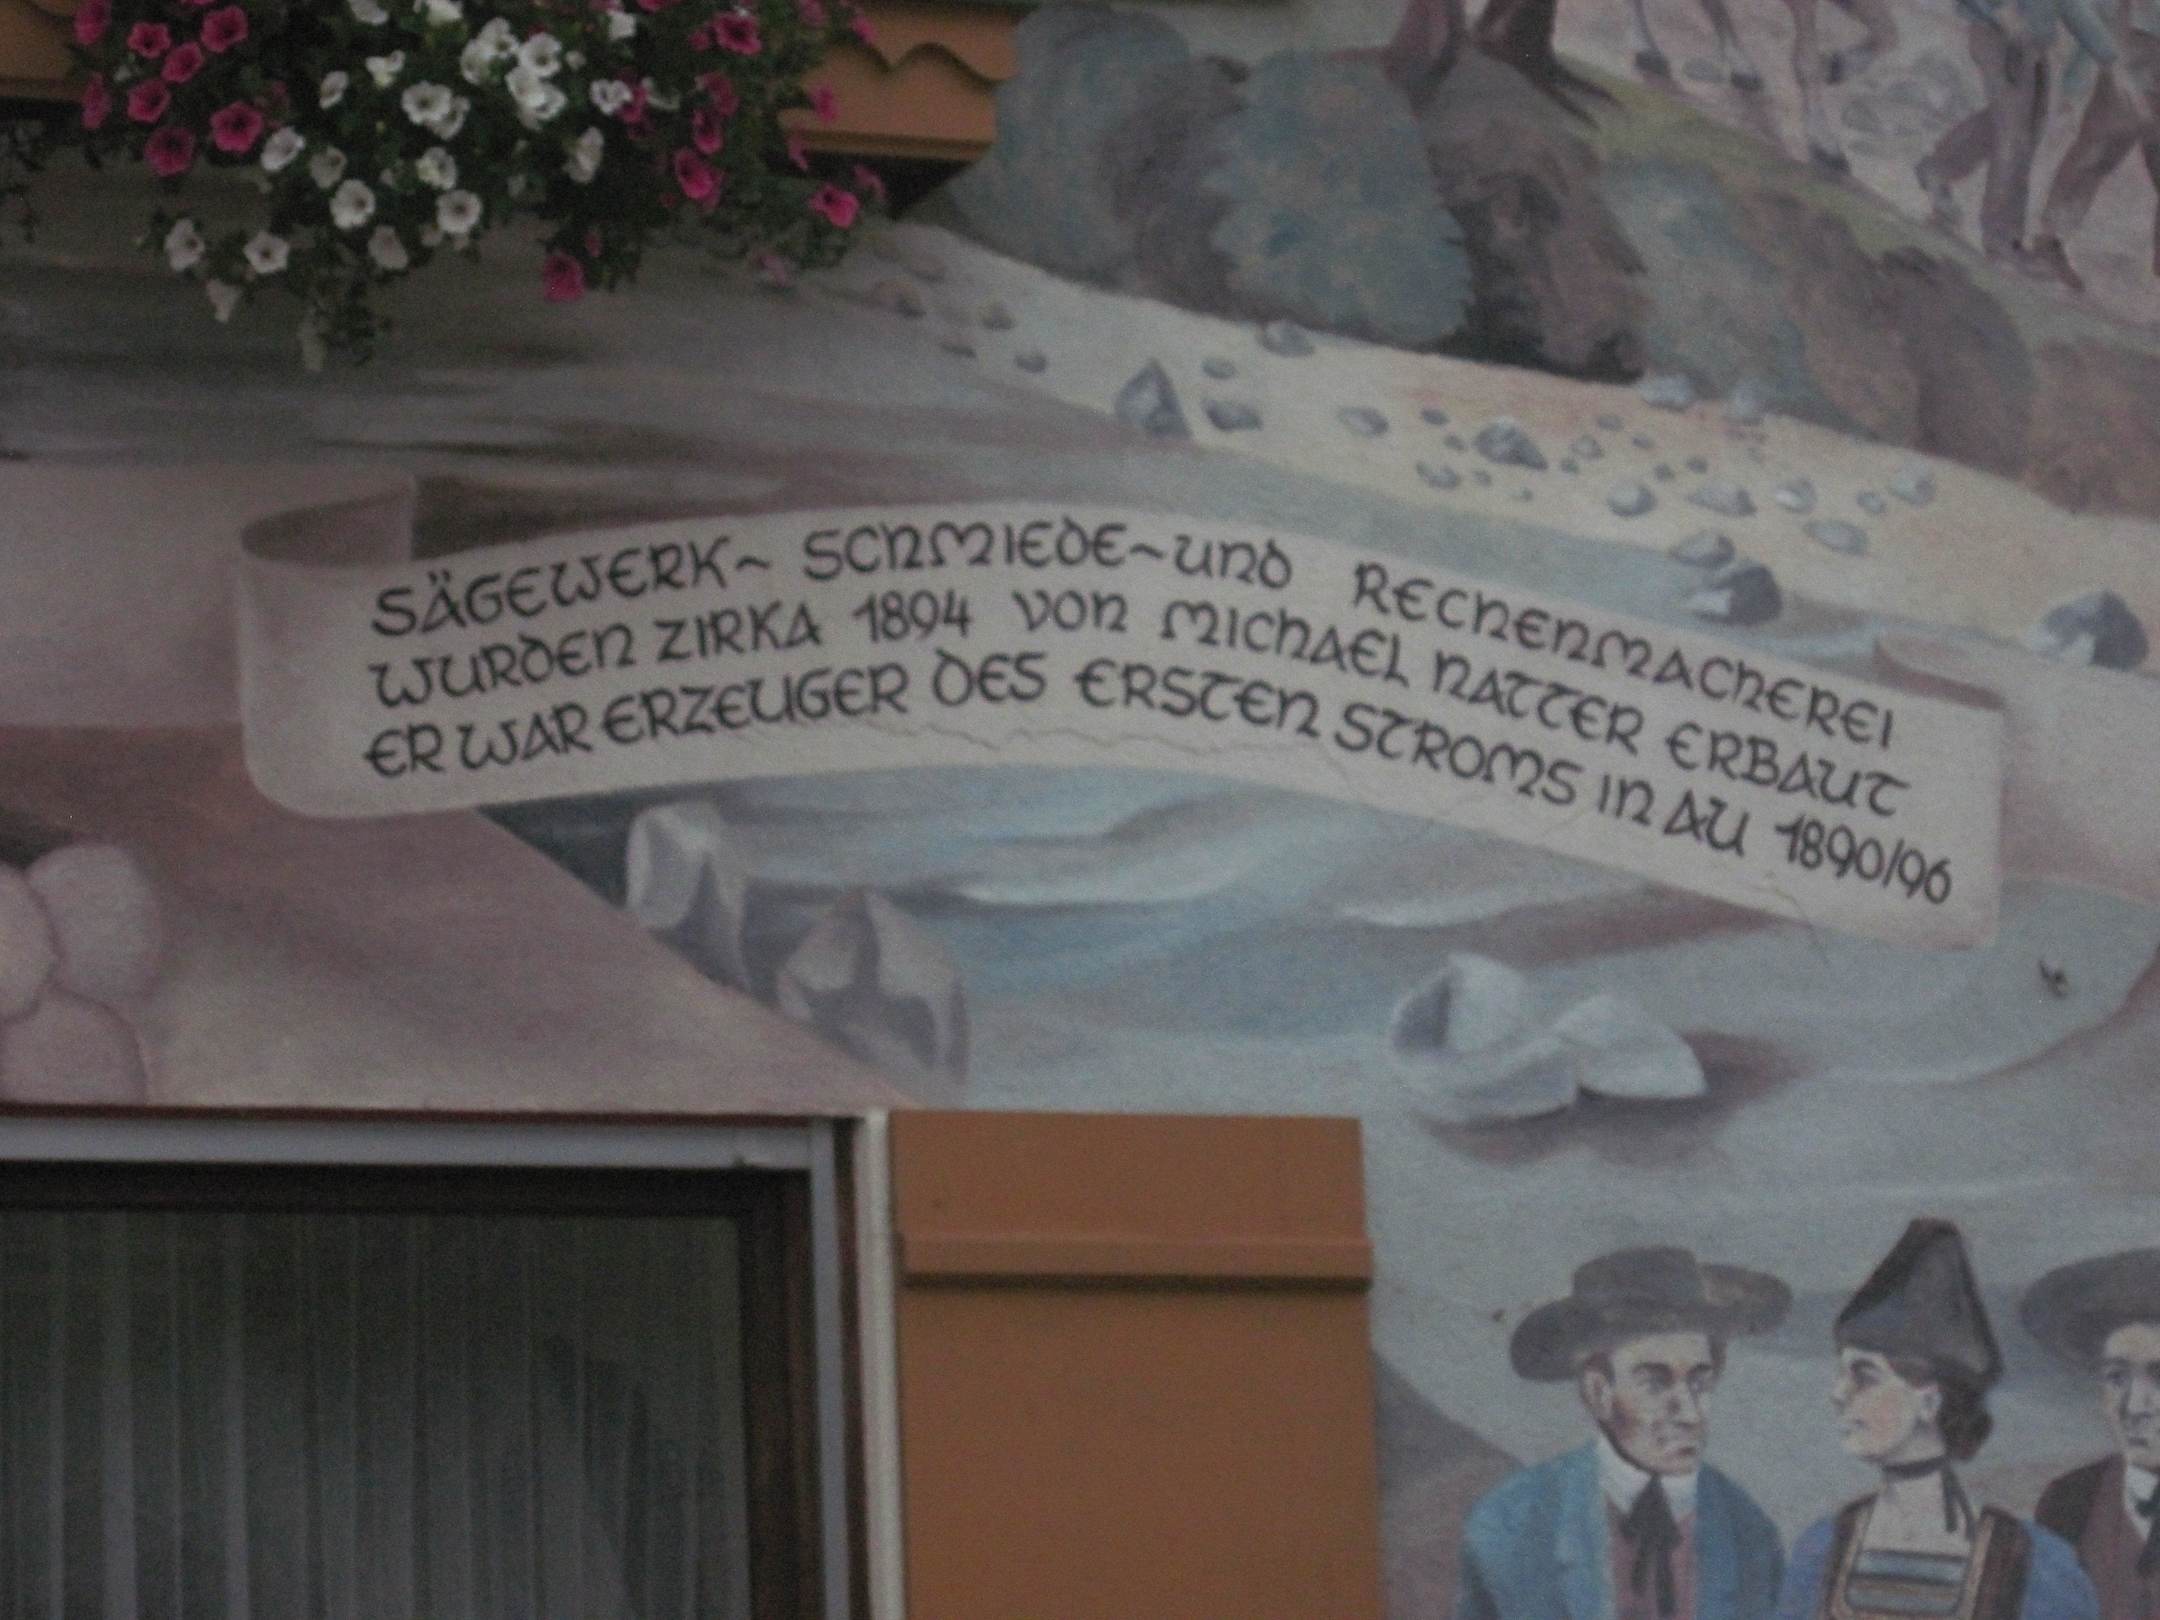 SÄGEWERK~ SCHMIEDE~UND RECHENMACHEREI
WURDEN ZIRKA 1894 VON MICHAEL NATTER ERBAUT
ER WAR ERZEUGER DES ERSTEN STROMS IN AU 1890/96